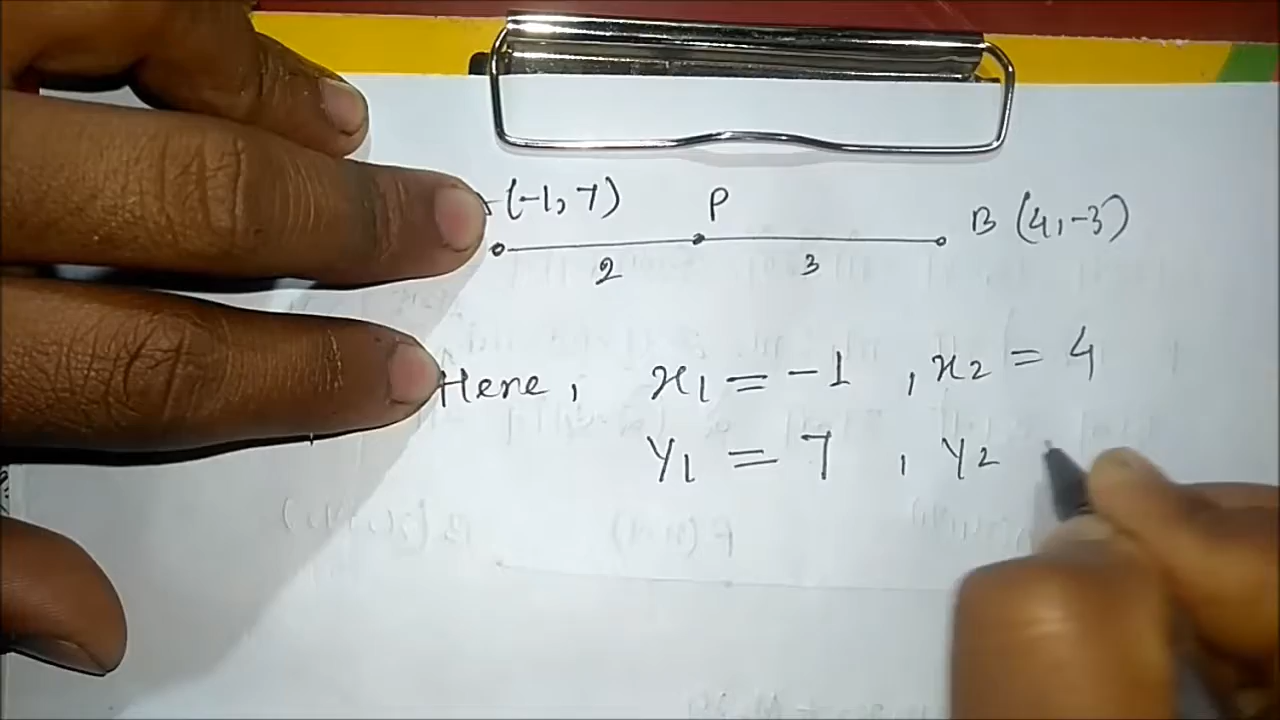 (-1, 7) P B (4, -3)
2 3
Here, x1 = -1 , x2 = 4
y1 = 7 , y2